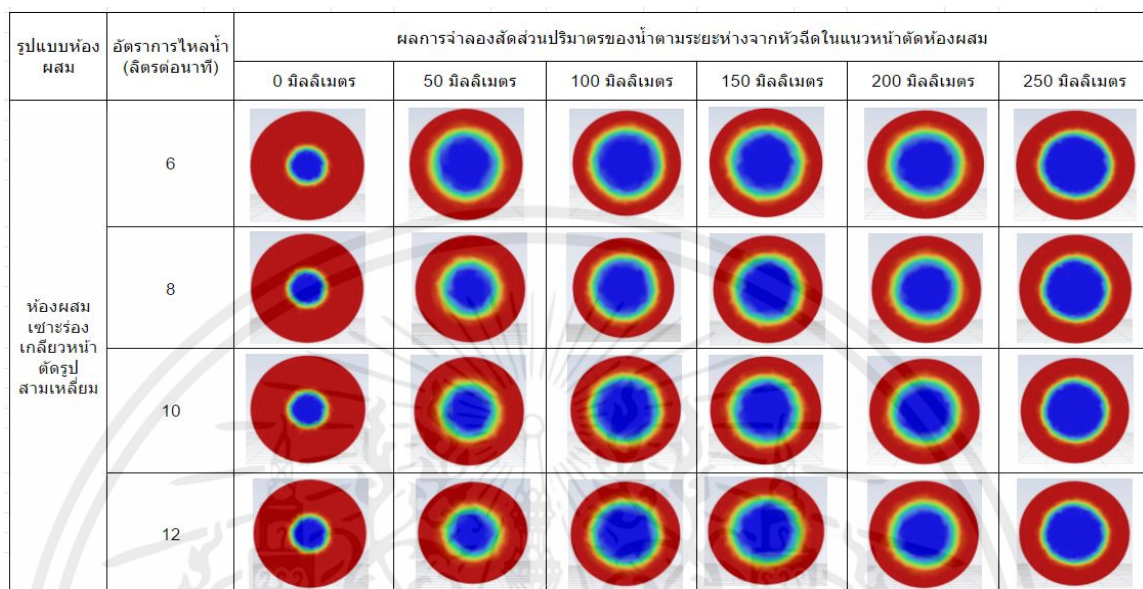 รูปแบบห้อง
ผสม
อัตราการไหลน้ำ
(ลิตรต่อนาที)
ผลการจำลองสัดส่วนปริมาตรของน้ำตามระยะห่างจากหัวฉีดในแนวหน้าตัดห้องผสม
0 มิลลิเมตร
50 มิลลิเมตร
100 มิลลิเมตร
150 มิลลิเมตร
200 มิลลิเมตร
250 มิลลิเมตร
ห้องผสม
เซาะร่อง
เกลียวหน้า
ตัดรูป
สามเหลี่ยม
6
8
10
12